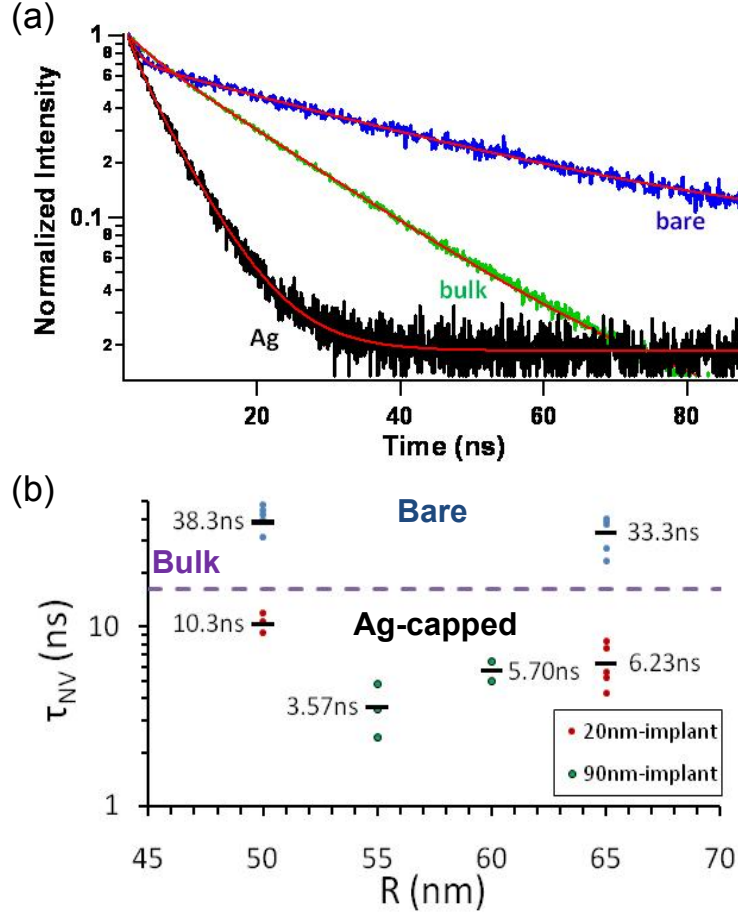 (a)
1
8
6
4
2
0.1
8
6
4
2
Normalized Intensity
bare
bulk
Ag
20
40
60
80
Time (ns)
(b)
38.3ns
Bare
33.3ns
Bulk
10
10.3ns
Ag-capped
5.70ns
6.23ns
3.57ns
τNV (ns)
20nm-implant
90nm-implant
1
45
50
55
60
65
70
R (nm)